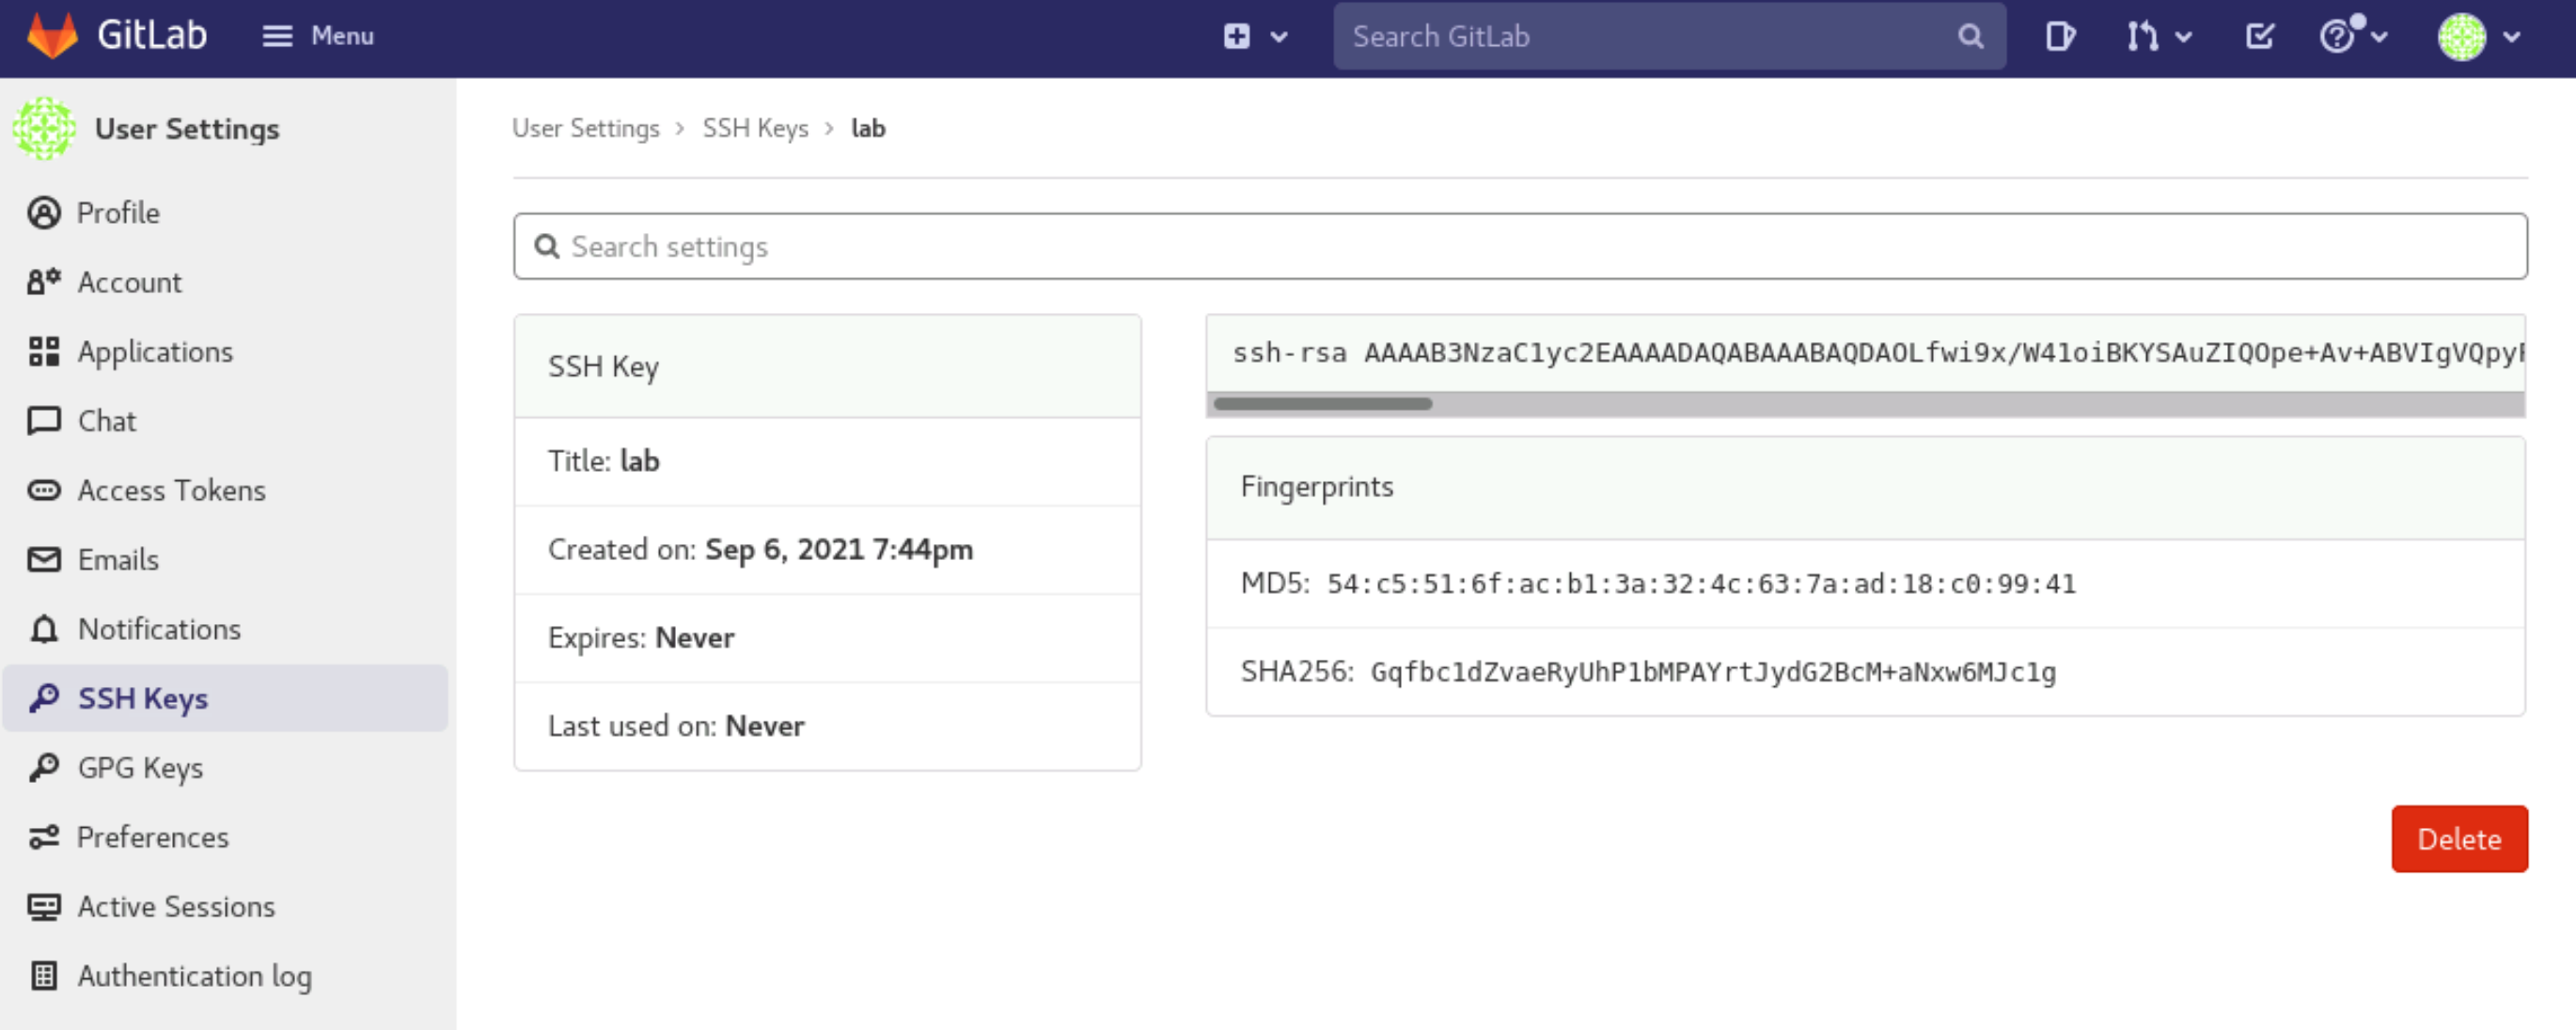 GitLab
Menu
Search GitLab
User Settings
Profile
Account
Applications
Chat
Access Tokens
Emails
Notifications
SSH Keys
GPG Keys
Preferences
Active Sessions
Authentication log
User Settings > SSH Keys > lab
Search settings
SSH Key
Title: lab
Created on: Sep 6, 2021 7:44pm
Expires: Never
Last used on: Never
ssh-rsa AAAAB3NzaC1yc2EAAAADAQABAAABAQDAOLfwi9x/W41oiBKYSAuZIQOpe+Av+ABVIgVQpy
Fingerprints
MD5: 54:c5:51:6f:ac:b1:3a:32:4c:63:7a:ad:18:c0:99:41
SHA256: Gqfbc1dZvaeRyUhP1bMPAYrtJydG2BcM+aNxw6MJc1g
Delete